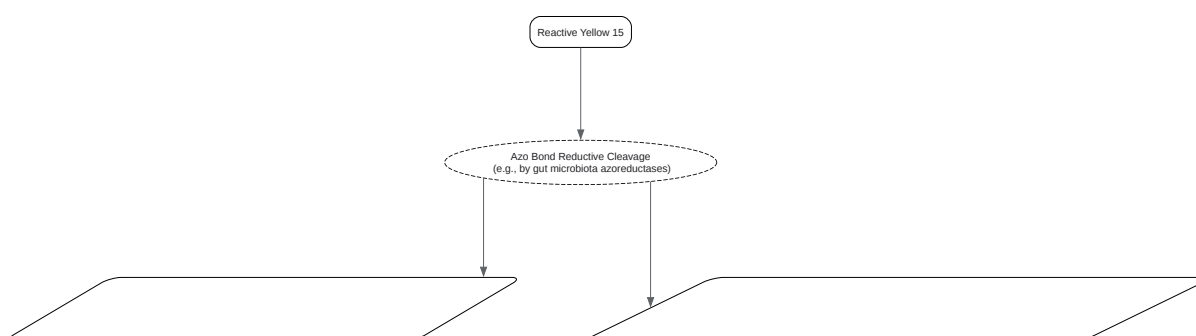 Reactive Yellow 15
Azo Bond Reductive Cleavage
(e.g., by gut microbiota azoreductases)